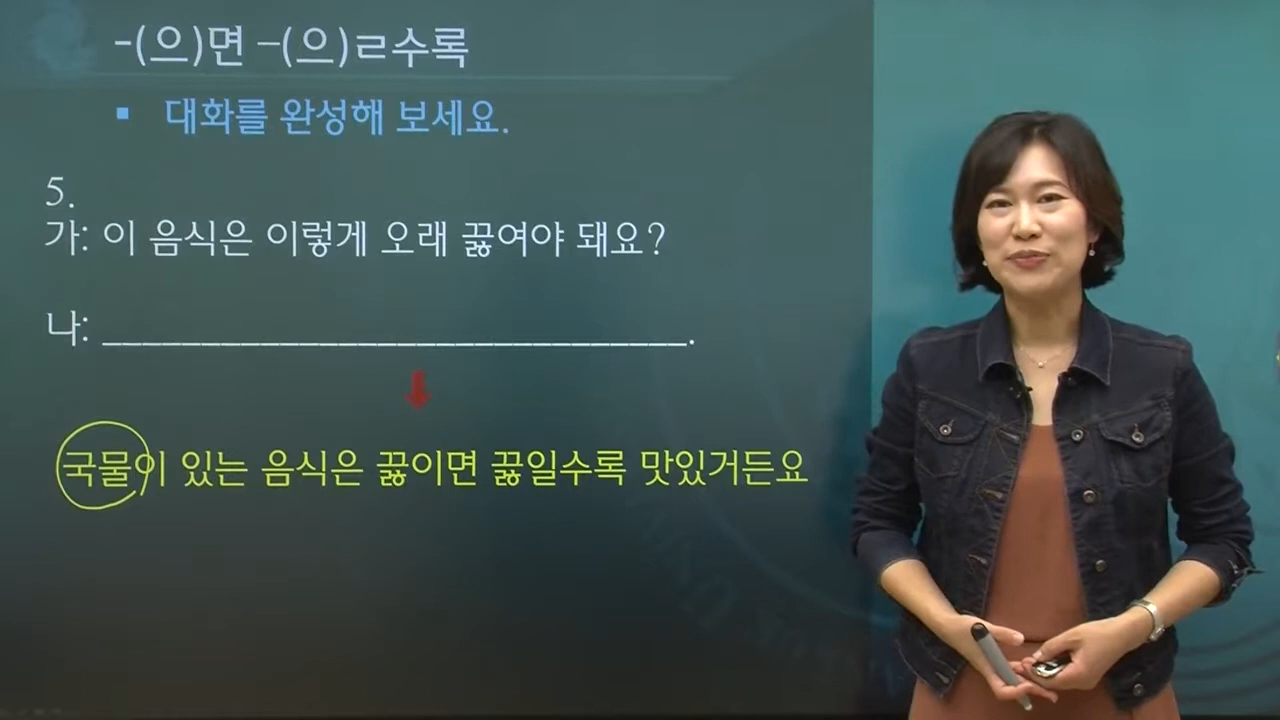 -(으)면 -(으)ㄹ수록
▪ 대화를 완성해 보세요.
5.
가: 이 음식은 이렇게 오래 끓여야 돼요?
나: ______________________________.
국물이 있는 음식은 끓이면 끓일수록 맛있거든요